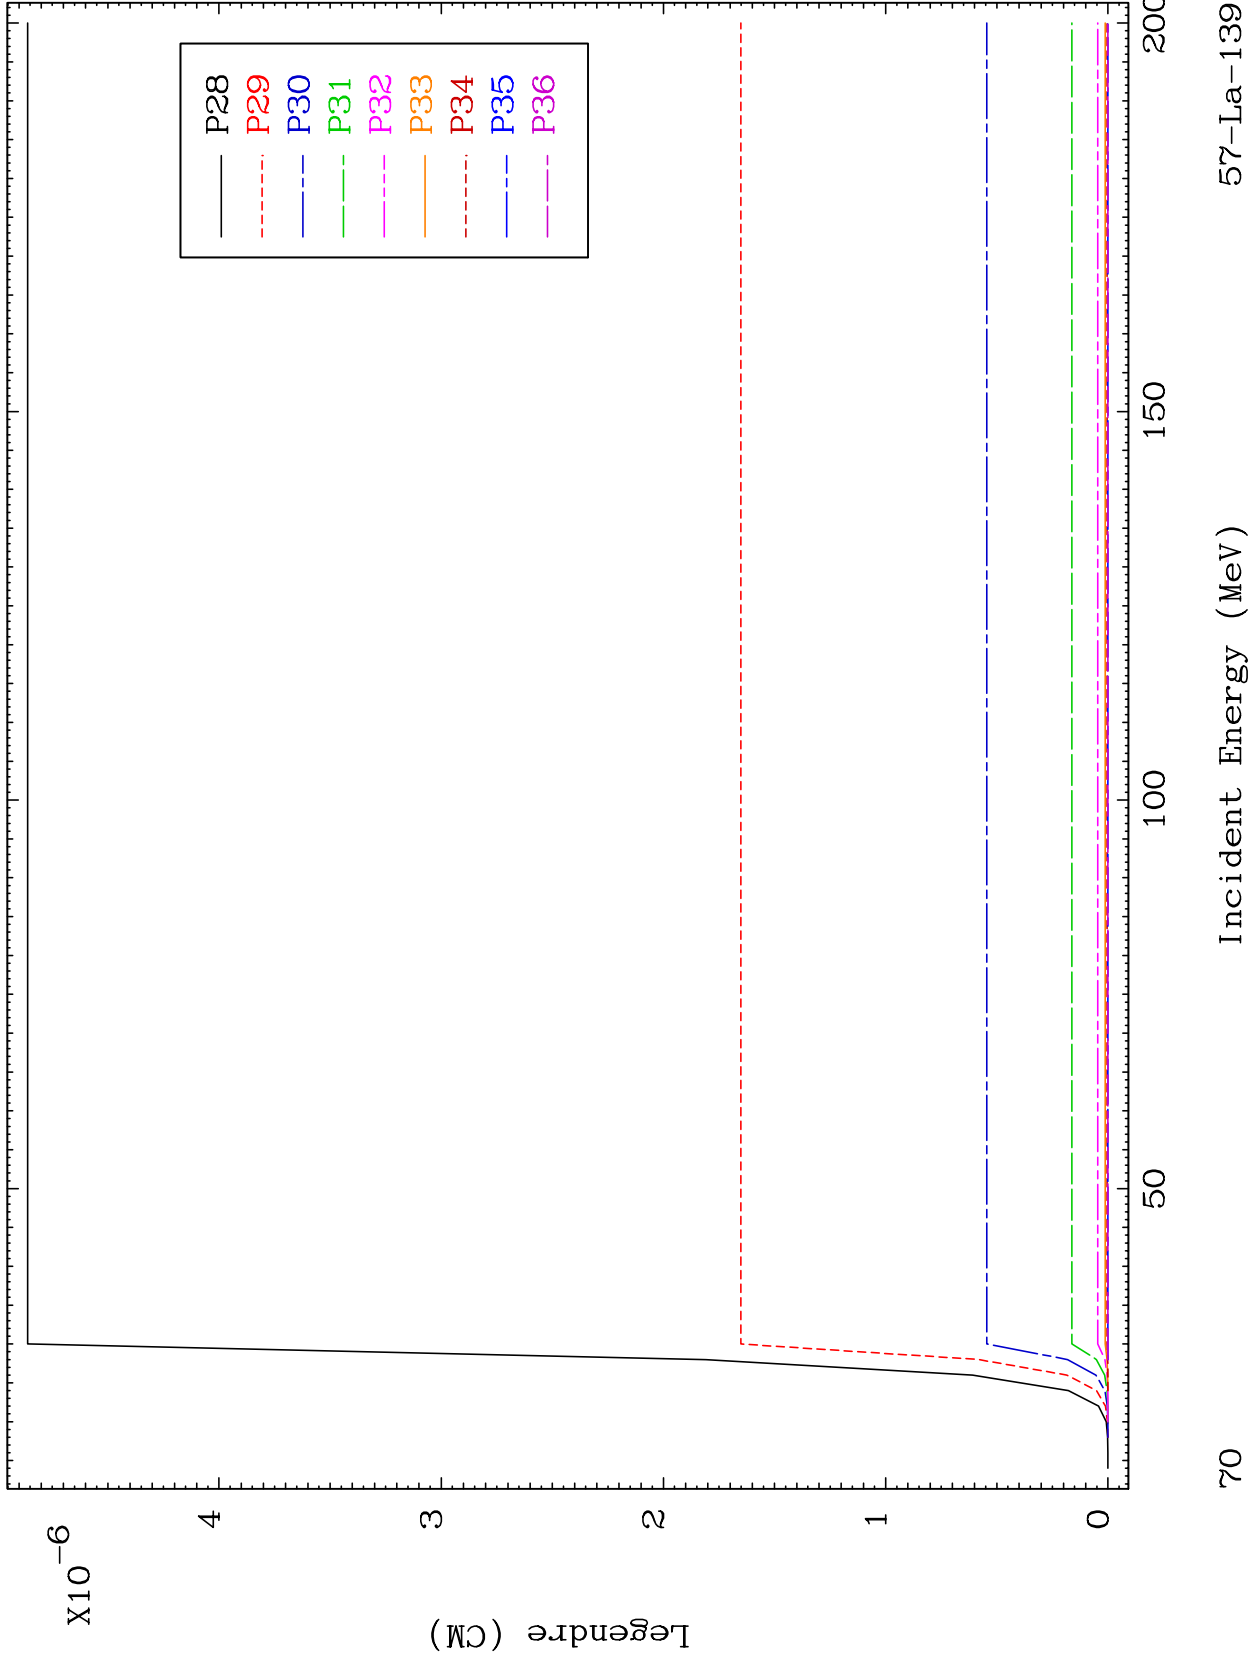 X10
-6
Legendre (CM)
4
3
2
1
0
P28
P29
P30
P31
P32
P33
P34
P35
P36
50
100
150
200
Incident Energy (MeV)
70
57-La-139